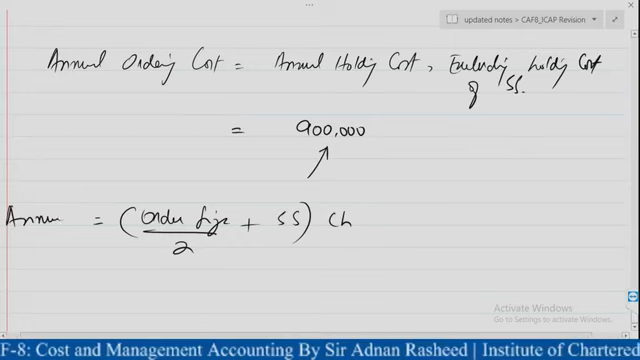 updated notes > CAF8_ICAP Revision
Annual Ordering Cost = Annual Holding Cost, Excluding holding Cost
of SS.
= 900,000
Annu = (Order Size + SS) Ch
2
Activate Windows
Go to Settings to activate Windows.
F-8: Cost and Management Accounting By Sir Adnan Rasheed | Institute of Chartered